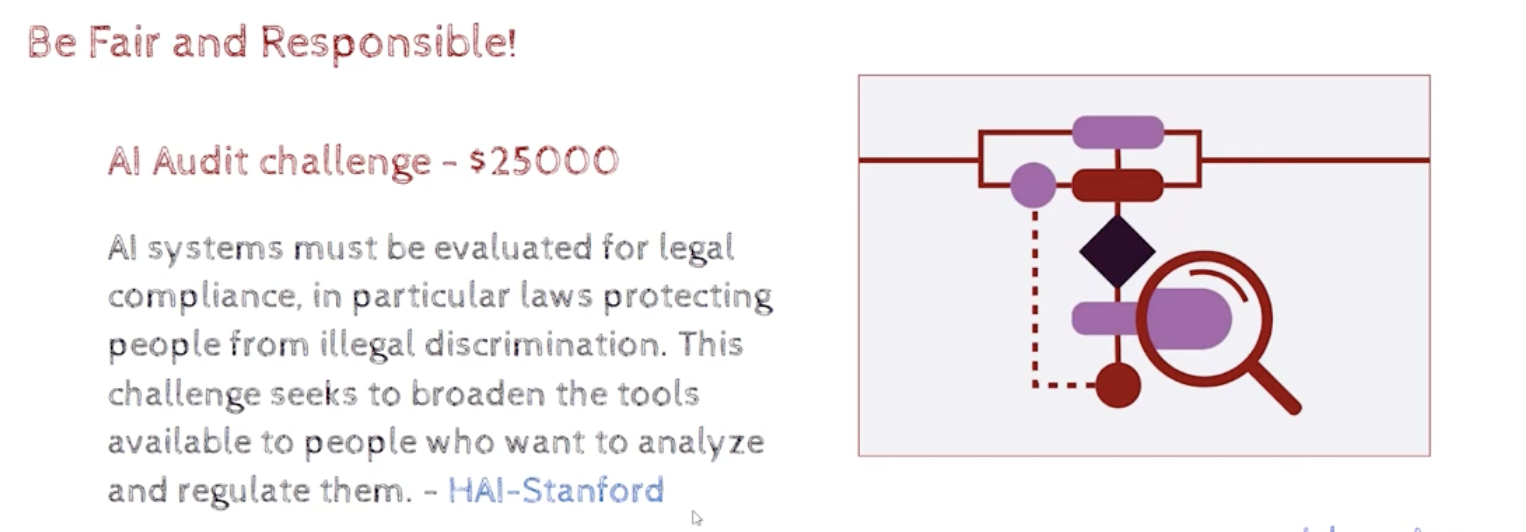 Be Fair and Responsible!
AI Audit challenge - $25000
AI systems must be evaluated for legal
compliance, in particular laws protecting
people from illegal discrimination. This
challenge seeks to broaden the tools
available to people who want to analyze
and regulate them. - HAI-Stanford